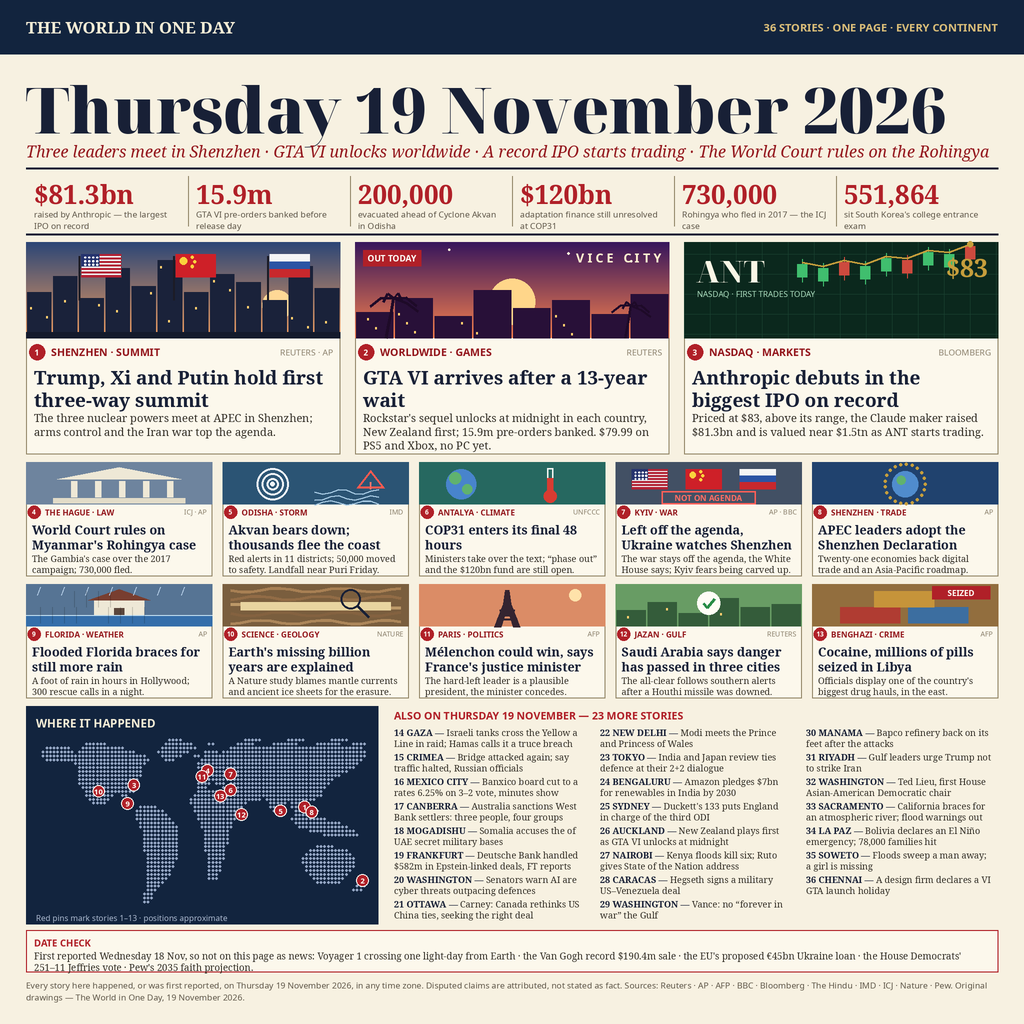 THE WORLD IN ONE DAY
36 STORIES · ONE PAGE · EVERY CONTINENT
Thursday 19 November 2026
Three leaders meet in Shenzhen · GTA VI unlocks worldwide · A record IPO starts trading · The World Court rules on the Rohingya
$81.3bn
raised by Anthropic — the largest
IPO on record
15.9m
GTA VI pre-orders banked before
release day
200,000
evacuated ahead of Cyclone Akvan
in Odisha
$120bn
adaptation finance still unresolved
at COP31
730,000
Rohingya who fled in 2017 — the ICJ
case
551,864
sit South Korea's college entrance
exam
1 SHENZHEN · SUMMIT REUTERS · AP
Trump, Xi and Putin hold first
three-way summit
The three nuclear powers meet at APEC in Shenzhen;
arms control and the Iran war top the agenda.
OUT TODAY
VICE CITY
2 WORLDWIDE · GAMES REUTERS
GTA VI arrives after a 13-year
wait
Rockstar's sequel unlocks at midnight in each country,
New Zealand first; 15.9m pre-orders banked. $79.99 on
PS5 and Xbox, no PC yet.
ANT
$83
NASDAQ · FIRST TRADES TODAY
3 NASDAQ · MARKETS BLOOMBERG
Anthropic debuts in the
biggest IPO on record
Priced at $83, above its range, the Claude maker raised
$81.3bn and is valued near $1.5tn as ANT starts trading.
4 THE HAGUE · LAW ICJ · AP
World Court rules on
Myanmar's Rohingya case
The Gambia's case over the 2017
campaign; 730,000 fled.
5 ODISHA · STORM IMD
Akvan bears down;
thousands flee the coast
Red alerts in 11 districts; 50,000 moved
to safety. Landfall near Puri Friday.
6 ANTALYA · CLIMATE UNFCCC
COP31 enters its final 48
hours
Ministers take over the text; “phase out”
and the $120bn fund are still open.
NOT ON AGENDA
7 KYIV · WAR AP · BBC
Left off the agenda,
Ukraine watches Shenzhen
The war stays off the agenda, the White
House says; Kyiv fears being carved up.
8 SHENZHEN · TRADE AP
APEC leaders adopt the
Shenzhen Declaration
Twenty-one economies back digital
trade and an Asia-Pacific roadmap.
9 FLORIDA · WEATHER AP
Flooded Florida braces for
still more rain
A foot of rain in hours in Hollywood;
300 rescue calls in a night.
10 SCIENCE · GEOLOGY NATURE
Earth's missing billion
years are explained
A Nature study blames mantle currents
and ancient ice sheets for the erasure.
11 PARIS · POLITICS AFP
Mélenchon could win, says
France's justice minister
The hard-left leader is a plausible
president, the minister concedes.
12 JAZAN · GULF REUTERS
Saudi Arabia says danger
has passed in three cities
The all-clear follows southern alerts
after a Houthi missile was downed.
SEIZED
13 BENGHAZI · CRIME AFP
Cocaine, millions of pills
seized in Libya
Officials display one of the country's
biggest drug hauls, in the east.
WHERE IT HAPPENED
11
7
3
10
9
13
6
12
5
1
8
2
Red pins mark stories 1–13 · positions approximate
ALSO ON THURSDAY 19 NOVEMBER — 23 MORE STORIES
14 GAZA — Israeli tanks cross the Yellow a
Line in raid; Hamas calls it a truce breach
15 CRIMEA — Bridge attacked again; say
traffic halted, Russian officials
16 MEXICO CITY — Banxico board cut to a
rates 6.25% on 3–2 vote, minutes show
17 CANBERRA — Australia sanctions West
Bank settlers: three people, four groups
18 MOGADISHU — Somalia accuses the of
UAE secret military bases
19 FRANKFURT — Deutsche Bank handled
$582m in Epstein-linked deals, FT reports
20 WASHINGTON — Senators warn AI are
cyber threats outpacing defences
21 OTTAWA — Carney: Canada rethinks US
China ties, seeking the right deal
22 NEW DELHI — Modi meets the Prince
and Princess of Wales
23 TOKYO — India and Japan review ties
defence at their 2+2 dialogue
24 BENGALURU — Amazon pledges $7bn
for renewables in India by 2030
25 SYDNEY — Duckett's 133 puts England
in charge of the third ODI
26 AUCKLAND — New Zealand plays first
as GTA VI unlocks at midnight
27 NAIROBI — Kenya floods kill six; Ruto
gives State of the Nation address
28 CARACAS — Hegseth signs a military
US–Venezuela deal
29 WASHINGTON — Vance: no “forever in
war” the Gulf
30 MANAMA — Bapco refinery back on its
feet after the attacks
31 RIYADH — Gulf leaders urge Trump not
to strike Iran
32 WASHINGTON — Ted Lieu, first House
Asian-American Democratic chair
33 SACRAMENTO — California braces for
an atmospheric river; flood warnings out
34 LA PAZ — Bolivia declares an El Niño
emergency; 78,000 families hit
35 SOWETO — Floods sweep a man away;
a girl is missing
36 CHENNAI — A design firm declares a VI
GTA launch holiday
DATE CHECK
First reported Wednesday 18 Nov, so not on this page as news: Voyager 1 crossing one light-day from Earth · the Van Gogh record $190.4m sale · the EU's proposed €45bn Ukraine loan · the House Democrats'
251–11 Jeffries vote · Pew's 2035 faith projection.
Every story here happened, or was first reported, on Thursday 19 November 2026, in any time zone. Disputed claims are attributed, not stated as fact. Sources: Reuters · AP · AFP · BBC · Bloomberg · The Hindu · IMD · ICJ · Nature · Pew. Original
drawings — The World in One Day, 19 November 2026.